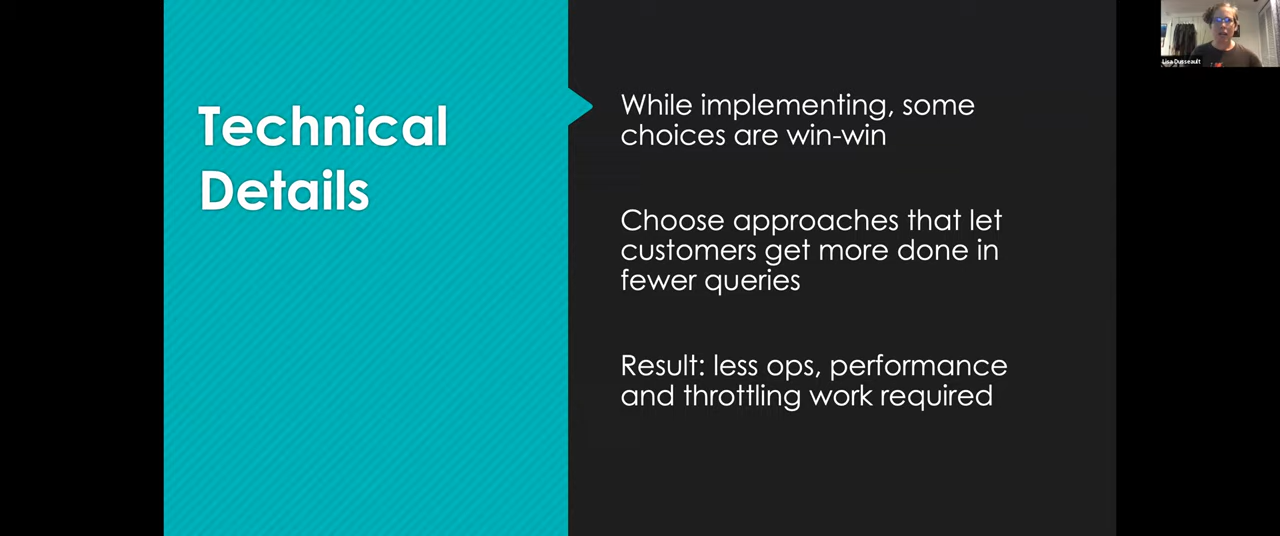 Technical
Details
While implementing, some
choices are win-win
Choose approaches that let
customers get more done in
fewer queries
Result: less ops, performance
and throttling work required
Lisa Dusseault